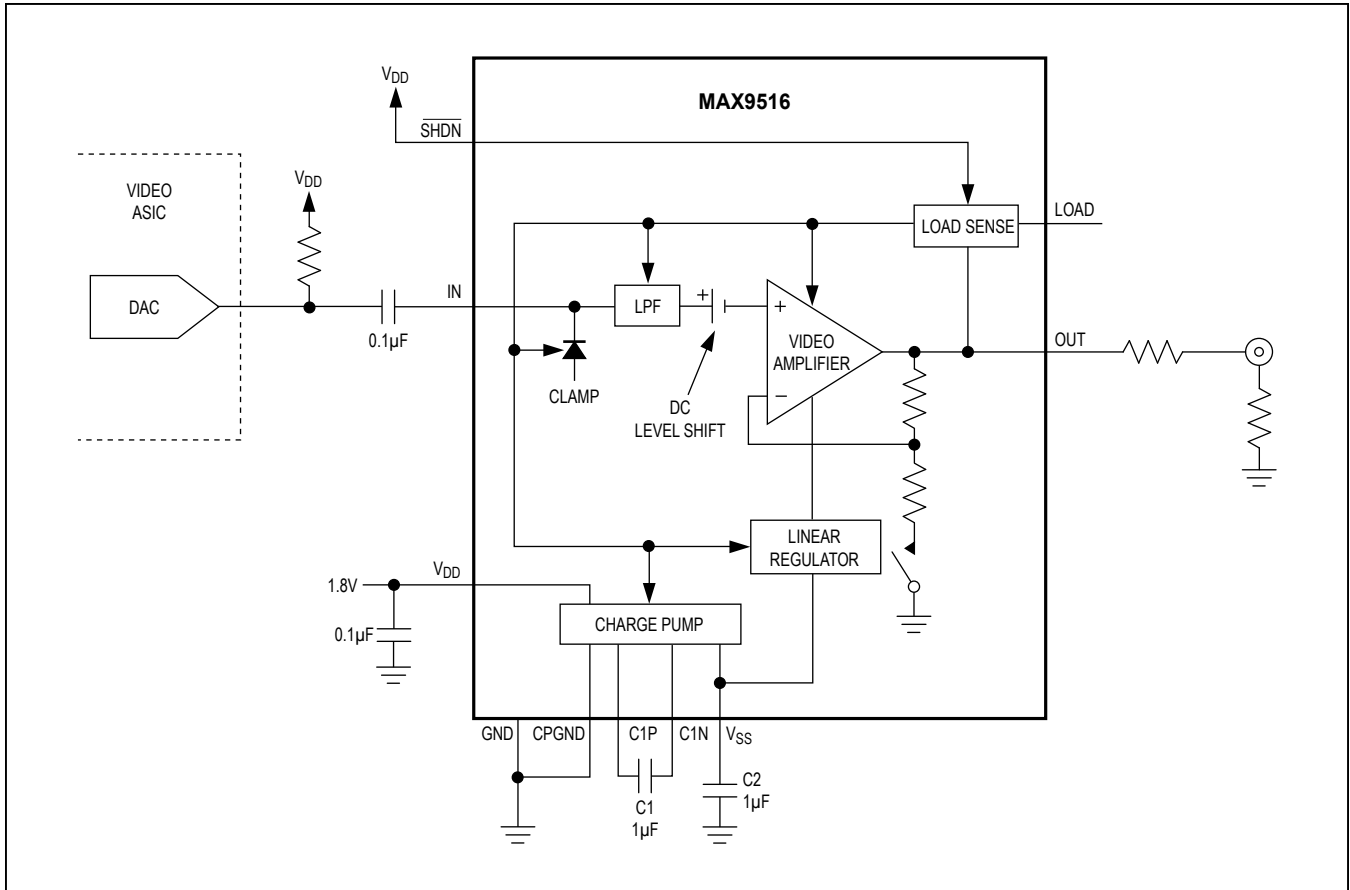 MAX9516
VDD
SHDN
VIDEO
ASIC
VDD
DAC
0.1µF
IN
LPF
+
CLAMP
DC
LEVEL SHIFT
+
VIDEO
AMPLIFIER
−
LOAD SENSE
LOAD
OUT
LINEAR
REGULATOR
1.8V
VDD
0.1µF
CHARGE PUMP
GND
CPGND
C1P
C1N
VSS
C1
1µF
C2
1µF